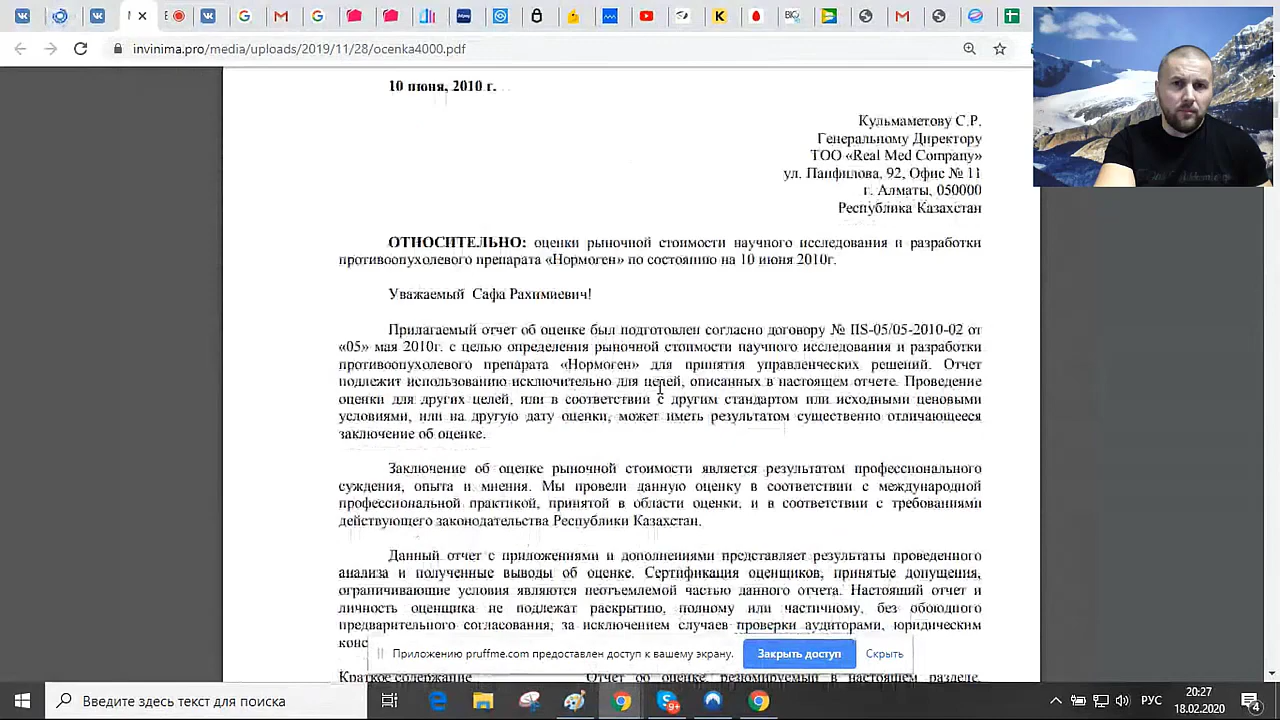 invinima.pro/media/uploads/2019/11/28/ocenka4000.pdf
10 июня, 2010 г.
Кульмаметову С.Р.
Генеральному Директору
ТОО «Real Med Company»
ул. Панфилова, 92, Офис № 11
г. Алматы, 050000
Республика Казахстан
ОТНОСИТЕЛЬНО: оценки рыночной стоимости научного исследования и разработки
противоопухолевого препарата «Нормоген» по состоянию на 10 июня 2010г.
Уважаемый Сафа Рахимиевич!
Прилагаемый отчет об оценке был подготовлен согласно договору № IIS-05/05-2010-02 от
«05» мая 2010г. с целью определения рыночной стоимости научного исследования и разработки
противоопухолевого препарата «Нормоген» для принятия управленческих решений. Отчет
подлежит использованию исключительно для целей, описанных в настоящем отчете. Проведение
оценки для других целей, или в соответствии с другим стандартом или исходными ценовыми
условиями, или на другую дату оценки, может иметь результатом существенно отличающееся
заключение об оценке.
Заключение об оценке рыночной стоимости является результатом профессионального
суждения, опыта и мнения. Мы провели данную оценку в соответствии с международной
профессиональной практикой, принятой в области оценки, и в соответствии с требованиями
действующего законодательства Республики Казахстан.
Данный отчет с приложениями и дополнениями представляет результаты проведенного
анализа и полученные выводы об оценке. Сертификация оценщиков, принятые допущения,
ограничивающие условия являются неотъемлемой частью данного отчета. Настоящий отчет и
личность оценщика не подлежат раскрытию, полному или частичному, без обоюдного
предварительного согласования, за исключением случаев проверки аудиторами, юридическим
конс
Приложению pruffme.com предоставлен доступ к вашему экрану. Закрыть доступ Скрыть
Краткое содержание Отчет об оценке, резюмируемый в настоящем разделе,
Введите здесь текст для поиска
РУС
20:27
18.02.2020
4